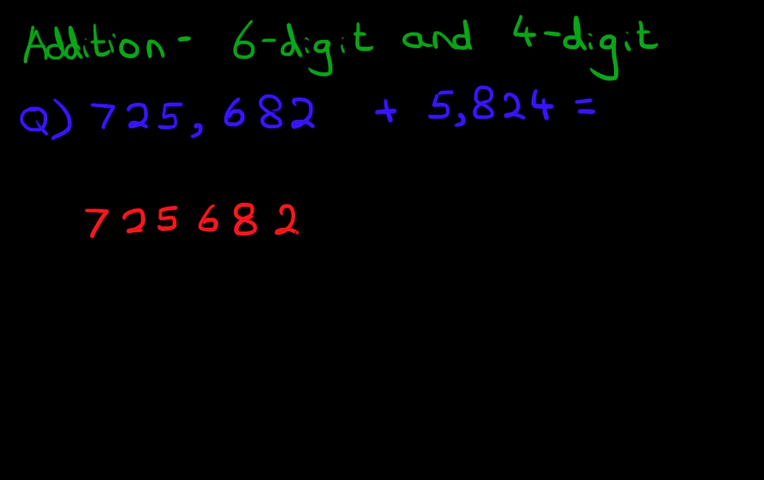 Addition - 6-digit and 4-digit
Q) 725,682 + 5,824 =
725682